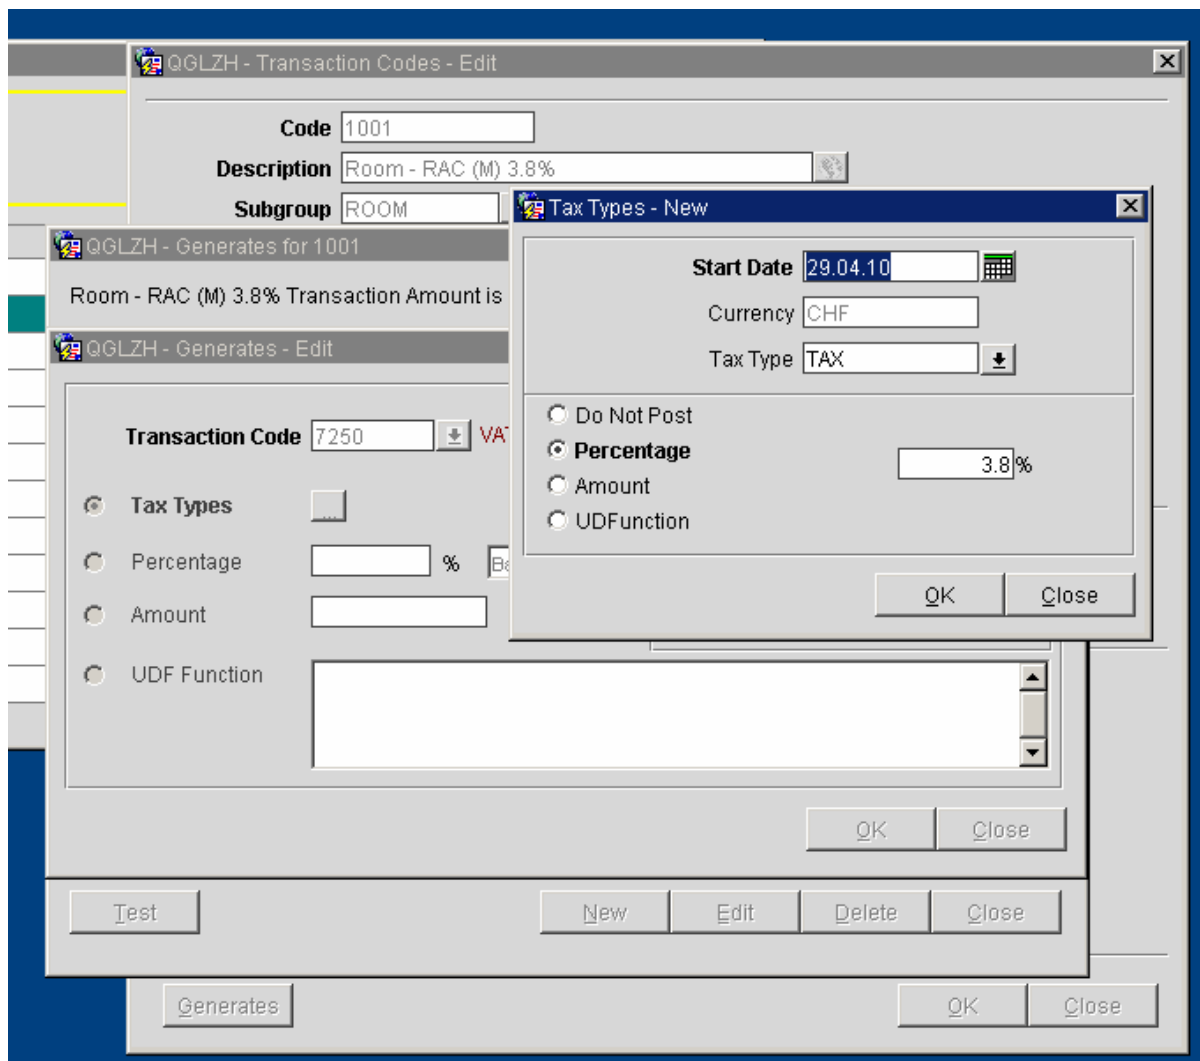 QGLZH - Transaction Codes - Edit
Code 1001
Description Room - RAC (M) 3.8%
Subgroup ROOM
QGLZH - Generates for 1001
Room - RAC (M) 3.8% Transaction Amount is
QGLZH - Generates - Edit
Transaction Code 7250
Tax Types ...
Percentage %
Amount
UDF Function
OK Close
Test New Edit Delete Close
Generates OK Close
Tax Types - New
Start Date 29.04.10
Currency CHF
Tax Type TAX
Do Not Post
Percentage 3.8 %
Amount
UDFunction
OK Close